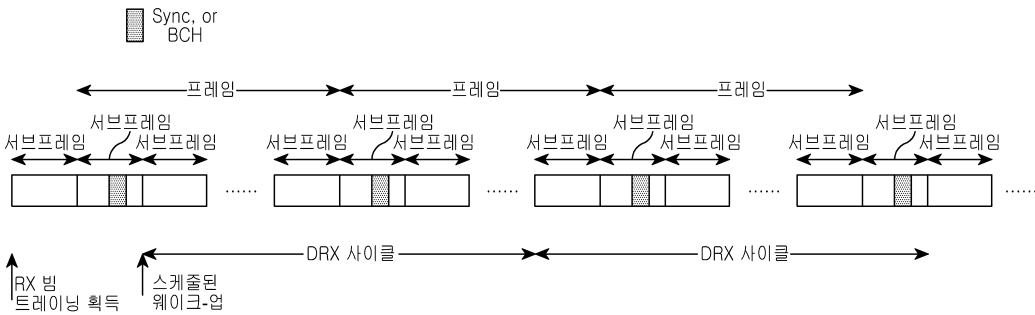 Sync, or
BCH
프레임 프레임 프레임
서브프레임 서브프레임 서브프레임 서브프레임
서브프레임 서브프레임 서브프레임 서브프레임 서브프레임 서브프레임 서브프레임 서브프레임
...... ...... ...... ......
DRX 사이클 DRX 사이클
RX 빔
트레이닝 획득
스케줄된
웨이크-업